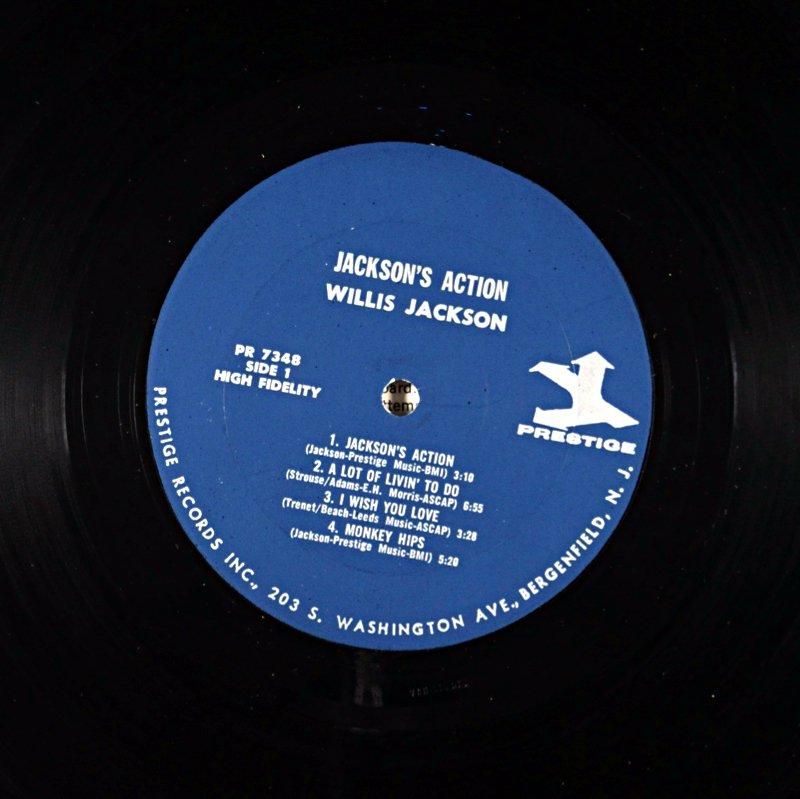 JACKSON'S ACTION
WILLIS JACKSON
PR 7348
SIDE 1
HIGH FIDELITY
PRESTIGE
1. JACKSON'S ACTION
(Jackson-Prestige Music-BMI) 3:10
2. A LOT OF LIVIN' TO DO
(Strouse/Adams-E.H. Morris-ASCAP) 6:55
3. I WISH YOU LOVE
(Trenet/Beach-Leeds Music-ASCAP) 3:28
4. MONKEY HIPS
(Jackson-Prestige Music-BMI) 5:20
PRESTIGE RECORDS INC., 203 S. WASHINGTON AVE., BERGENFIELD, N. J.